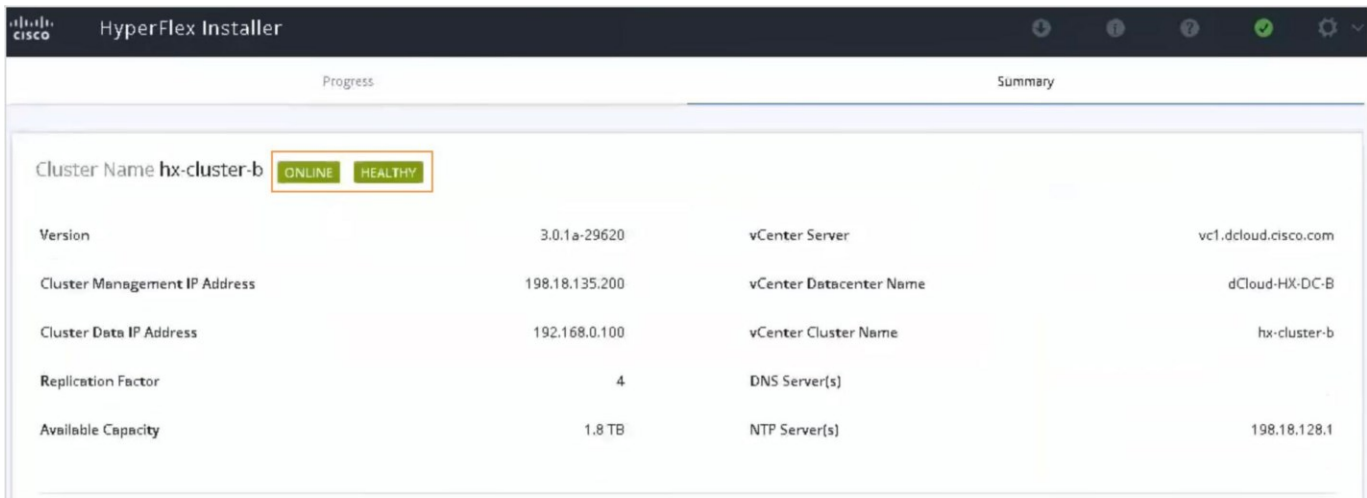 cisco HyperFlex Installer
Progress Summary
Cluster Name hx-cluster-b ONLINE HEALTHY
Version 3.0.1a-29620 vCenter Server vc1.dcloud.cisco.com
Cluster Management IP Address 198.18.135.200 vCenter Datacenter Name dCloud-HX-DC-B
Cluster Data IP Address 192.168.0.100 vCenter Cluster Name hx-cluster-b
Replication Factor 4 DNS Server(s)
Available Capacity 1.8 TB NTP Server(s) 198.18.128.1